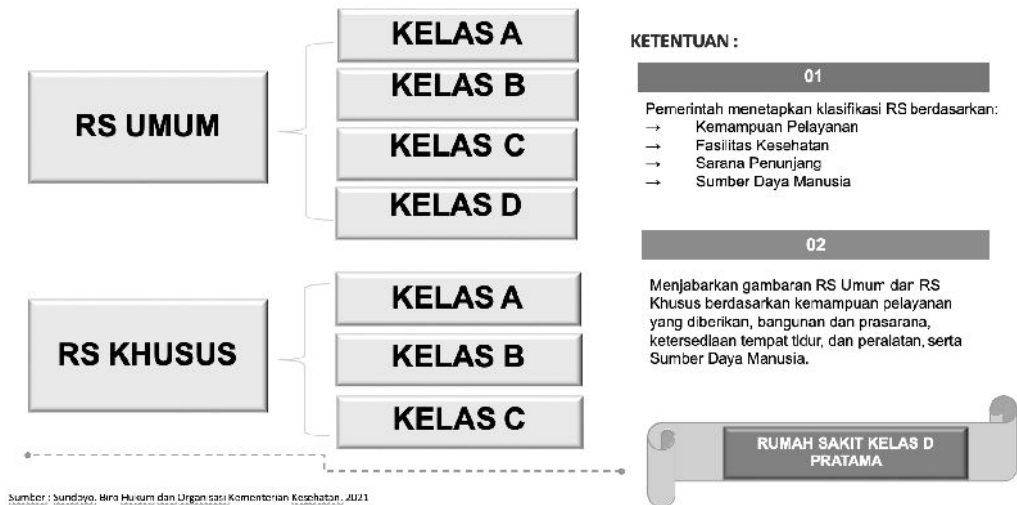 RS UMUM
KELAS A
KELAS B
KELAS C
KELAS D
RS KHUSUS
KELAS A
KELAS B
KELAS C
KETENTUAN :
01
Pemerintah menetapkan klasifikasi RS berdasarkan:
→ Kemampuan Pelayanan
→ Fasilitas Kesehatan
→ Sarana Penunjang
→ Sumber Daya Manusia
02
Menjabarkan gambaran RS Umum dan RS
Khusus berdasarkan kemampuan pelayanan
yang diberikan, bangunan dan prasarana,
ketersediaan tempat tidur, dan peralatan, serta
Sumber Daya Manusia.
RUMAH SAKIT KELAS D
PRATAMA
Sumber : Sundoyo, Biro Hukum dan Organisasi Kementerian Kesehatan, 2021